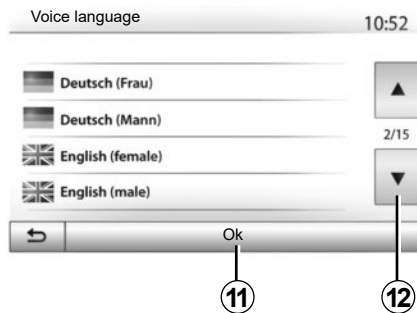 Voice language
10:52
Deutsch (Frau)
Deutsch (Mann)
2/15
English (female)
English (male)
Ok
11
12